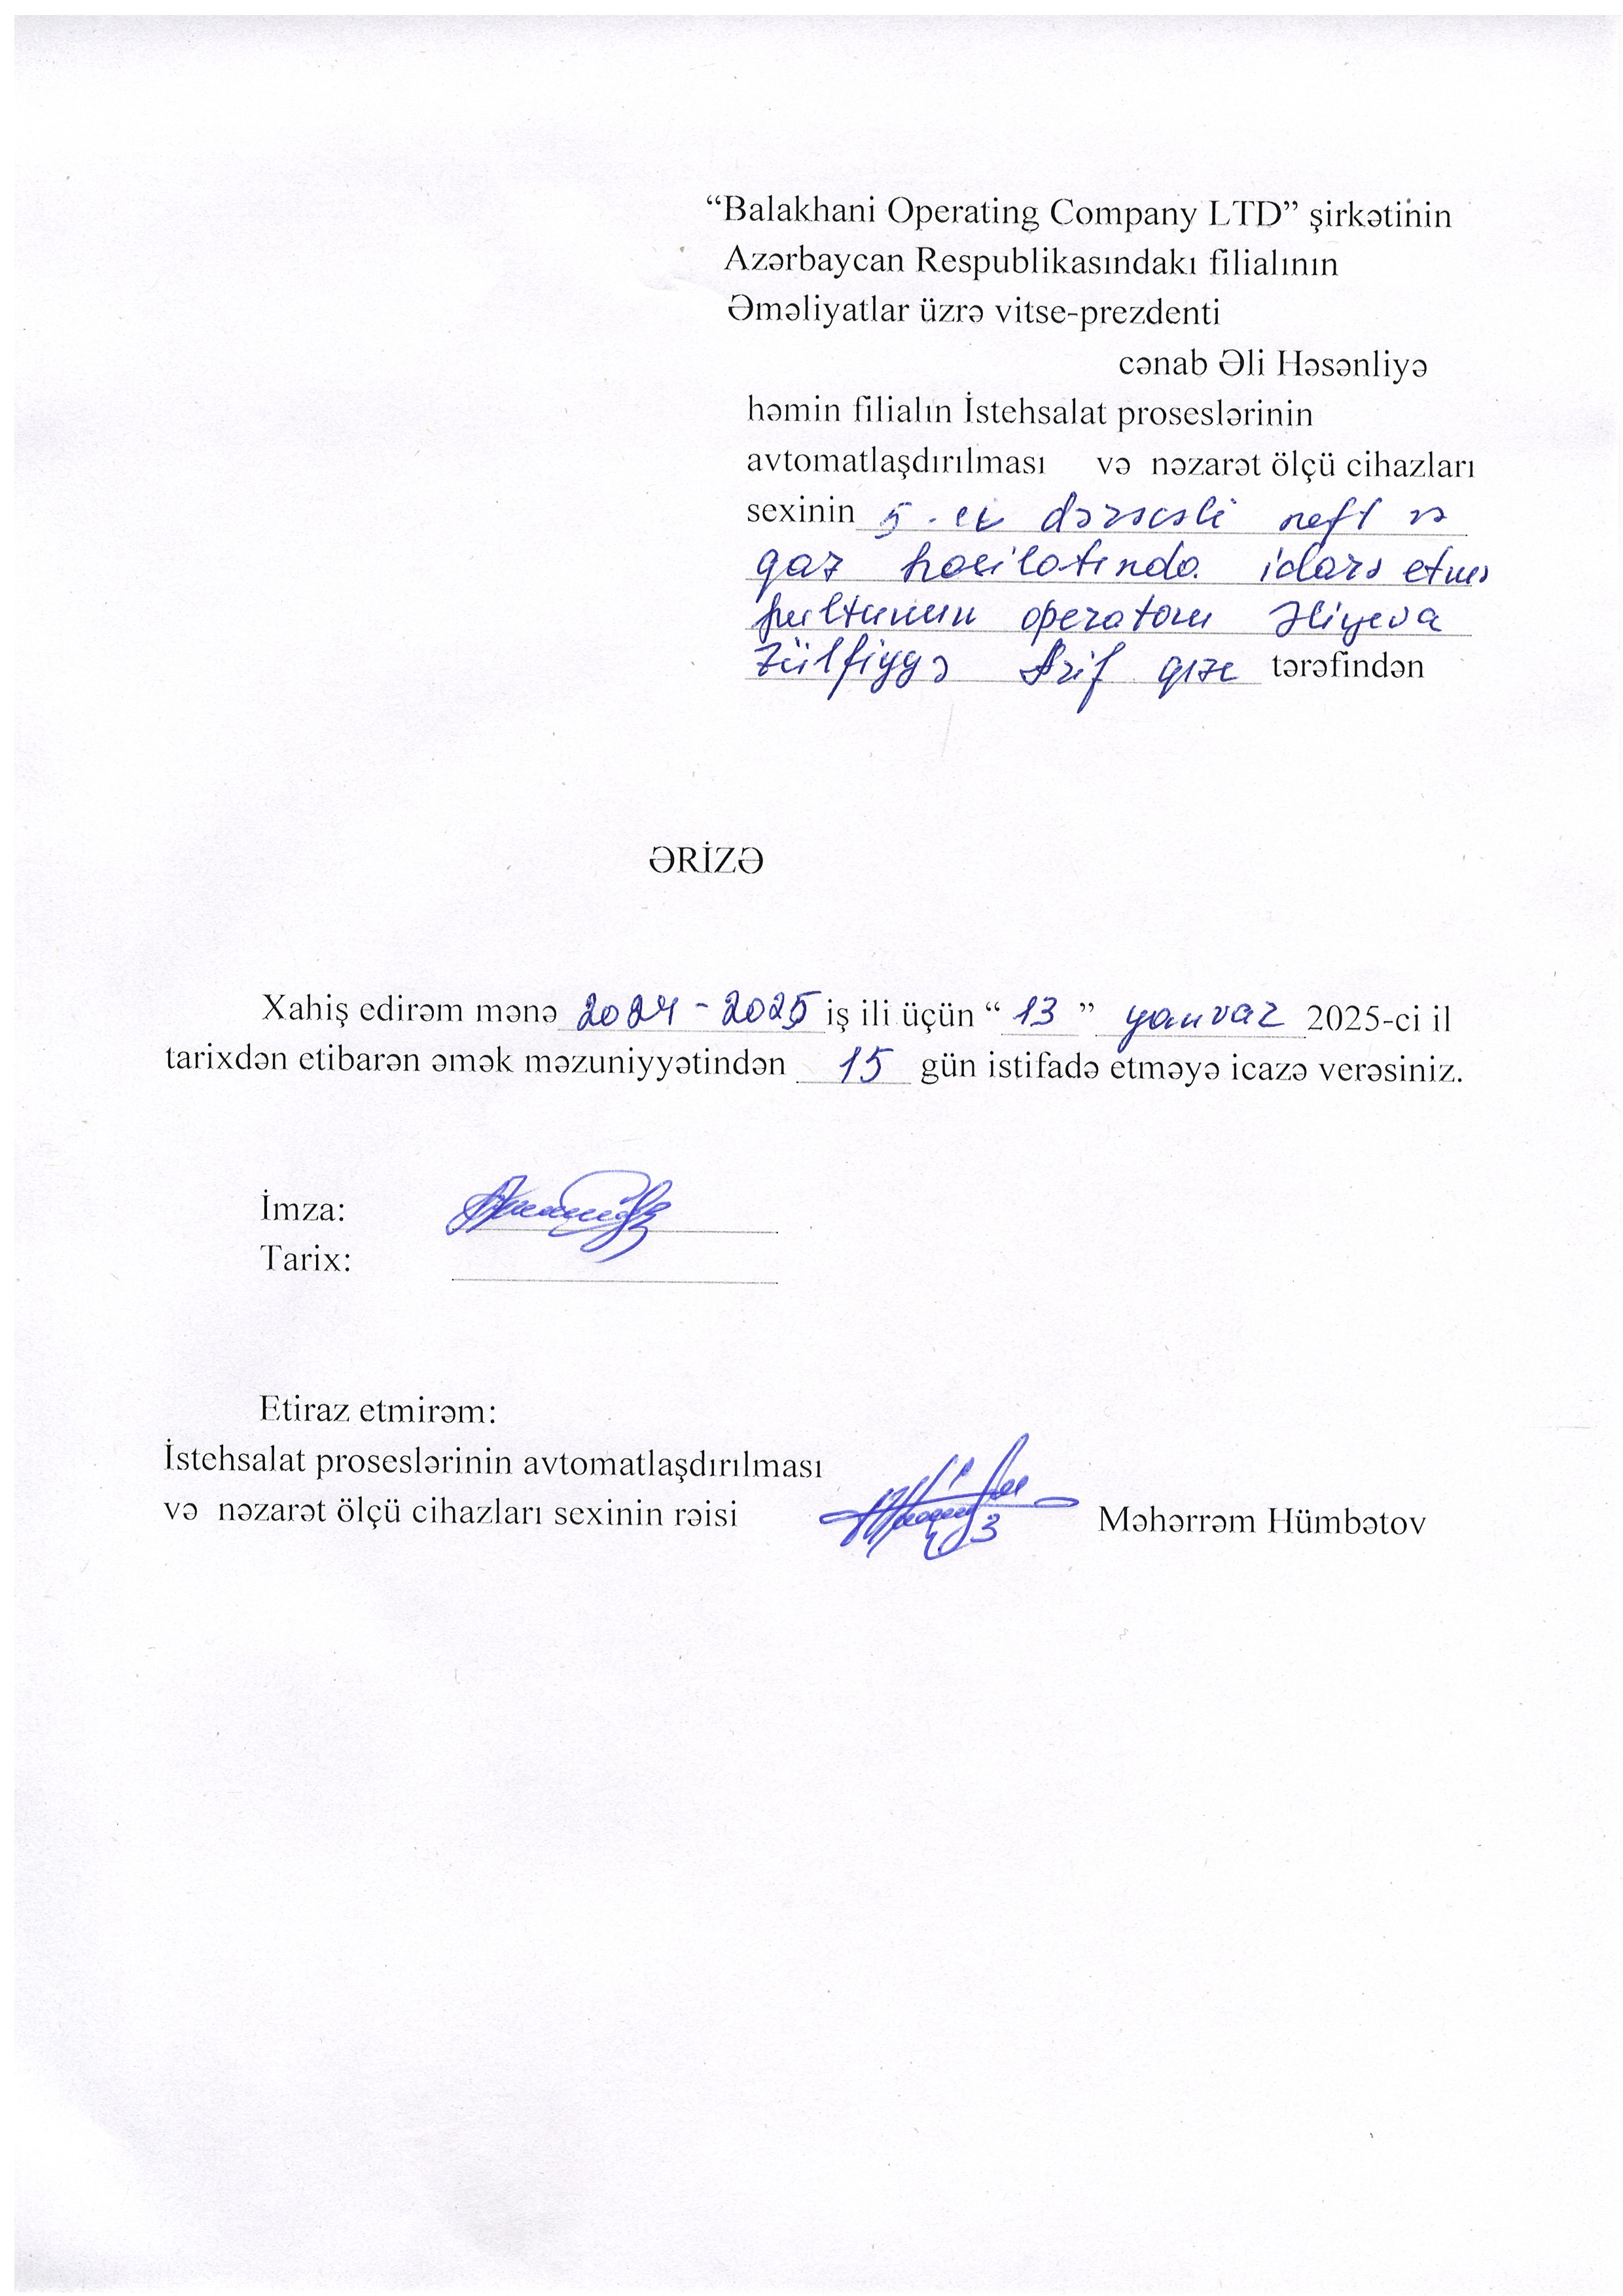 “Balakhani Operating Company LTD” şirkətinin
Azərbaycan Respublikasındakı filialının
Əməliyatlar üzrə vitse-prezdenti
cənab Əli Həsənliyə
həmin filialın İstehsalat proseslərinin
avtomatlaşdırılması və nəzarət ölçü cihazları
sexinin 5-ci dərəcəli neft və
qaz hasilatında idarə etmə
pultunun operatoru Əliyeva
Zülfiyyə Arif qızı tərəfindən
ƏRİZƏ
Xahiş edirəm mənə 2024-2025 iş ili üçün “13” yanvar 2025-ci il
tarixdən etibarən əmək məzuniyyətindən 15 gün istifadə etməyə icazə verəsiniz.
İmza:
Tarix:
Etiraz etmirəm:
İstehsalat proseslərinin avtomatlaşdırılması
və nəzarət ölçü cihazları sexinin rəisi Məhərrəm Hümbətov